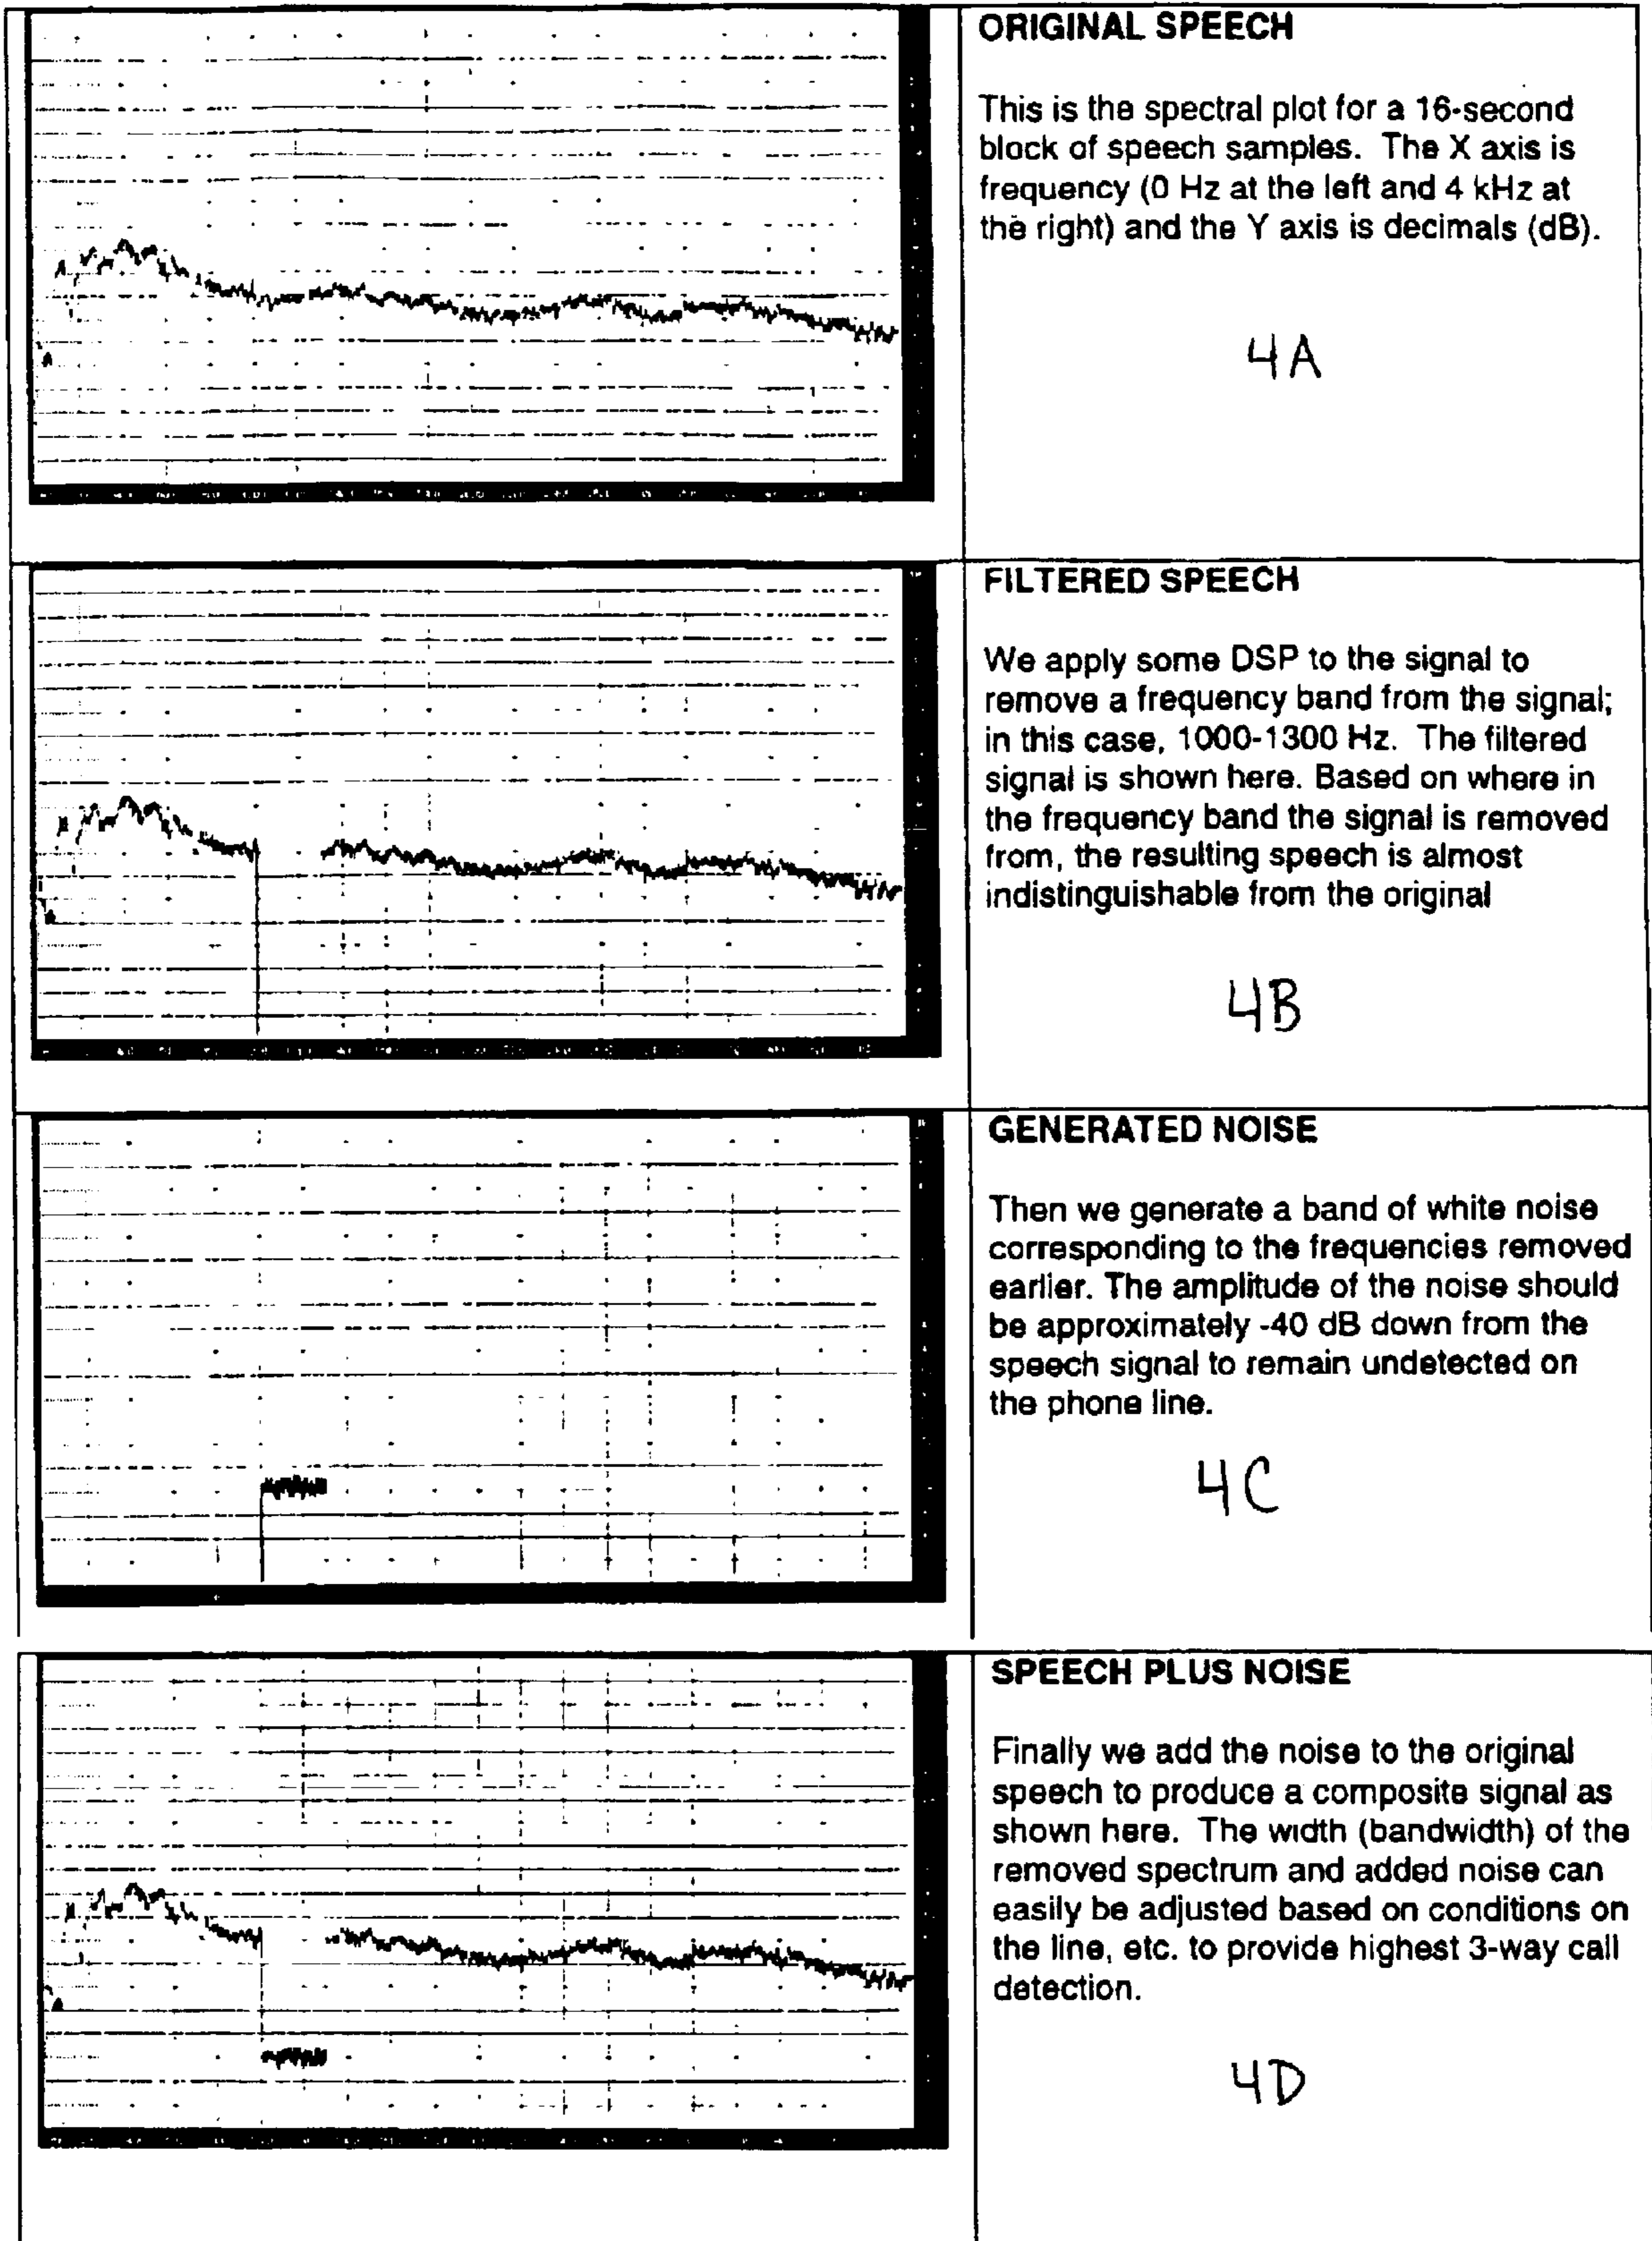 ORIGINAL SPEECH
This is the spectral plot for a 16-second
block of speech samples. The X axis is
frequency (0 Hz at the left and 4 kHz at
the right) and the Y axis is decimals (dB).
4A
FILTERED SPEECH
We apply some DSP to the signal to
remove a frequency band from the signal;
in this case, 1000-1300 Hz. The filtered
signal is shown here. Based on where in
the frequency band the signal is removed
from, the resulting speech is almost
indistinguishable from the original
4B
GENERATED NOISE
Then we generate a band of white noise
corresponding to the frequencies removed
earlier. The amplitude of the noise should
be approximately -40 dB down from the
speech signal to remain undetected on
the phone line.
4C
SPEECH PLUS NOISE
Finally we add the noise to the original
speech to produce a composite signal as
shown here. The width (bandwidth) of the
removed spectrum and added noise can
easily be adjusted based on conditions on
the line, etc. to provide highest 3-way call
detection.
4D